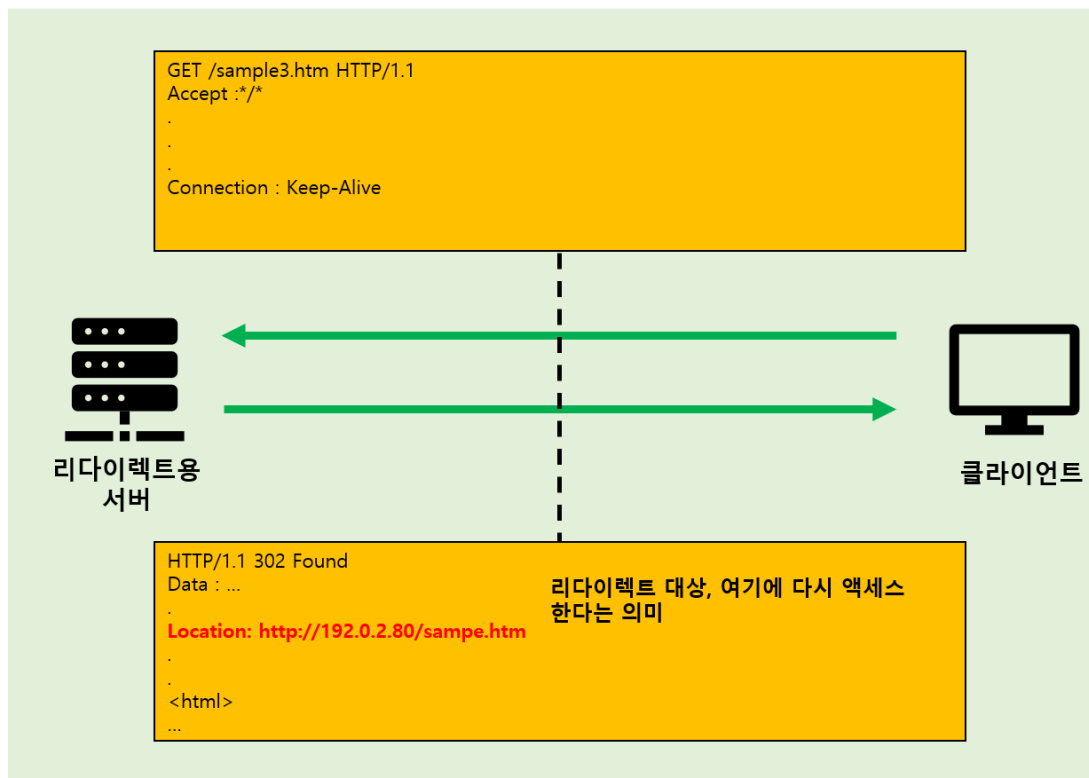 GET /sample3.htm HTTP/1.1
Accept :*/*
.
.
.
Connection : Keep-Alive
리다이렉트용
서버
클라이언트
HTTP/1.1 302 Found
Data : ...
.
Location: http://192.0.2.80/sampe.htm
.
.
<html>
...
리다이렉트 대상, 여기에 다시 액세스
한다는 의미